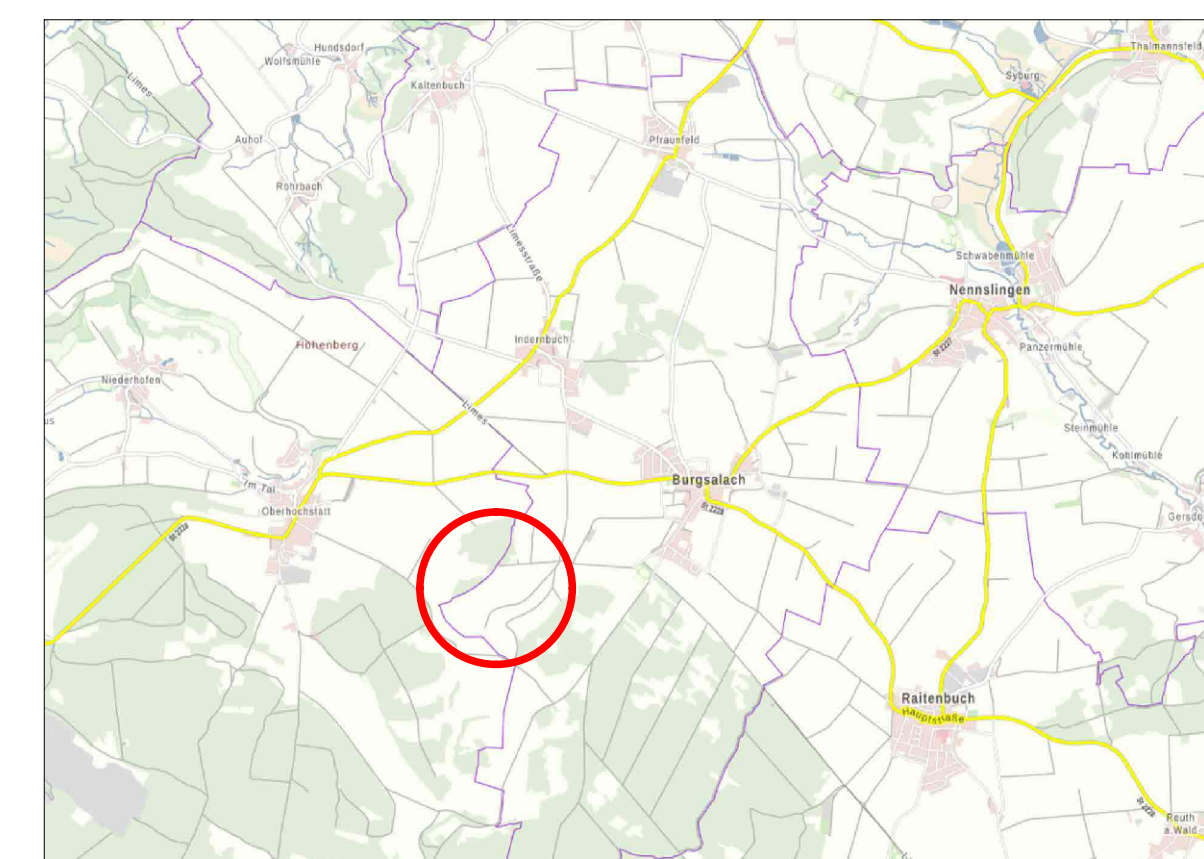 Thalmannsfeld
Hundsdorf
Wolfsmühle
Limes
Kaltenbuch
Syburg
Auhof
Pfraunfeld
Rohrbach
Limesstraße
Schwabenmühle
Nennslingen
Indernbuch
Höhenberg
St 2227
Panzermühle
Niederhofen
Limes
us
Steinmühle
Kohlmühle
Im Tal
Burgsalach
Oberhochstatt
St 2228
St 2228
Gersdo
Raitenbuch
Hauptstraße
St 2228
Reuth
a.Wald